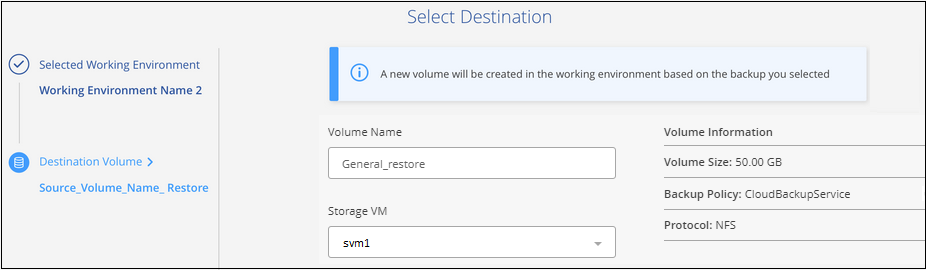 Select Destination
Selected Working Environment
Working Environment Name 2
Destination Volume >
Source_Volume_Name_ Restore
A new volume will be created in the working environment based on the backup you selected
Volume Name
General_restore
Storage VM
svm1
Volume Information
Volume Size: 50.00 GB
Backup Policy: CloudBackupService
Protocol: NFS